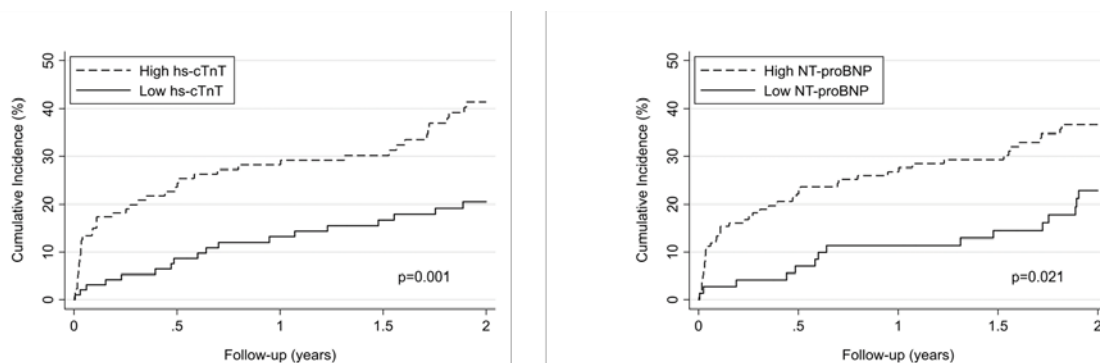 50
40
30
20
10
0
Cumulative Incidence (%)
High hs-cTnT
Low hs-cTnT
p=0.001
0 .5 1 1.5 2
Follow-up (years)
50
40
30
20
10
0
Cumulative Incidence (%)
High NT-proBNP
Low NT-proBNP
p=0.021
0 .5 1 1.5 2
Follow-up (years)